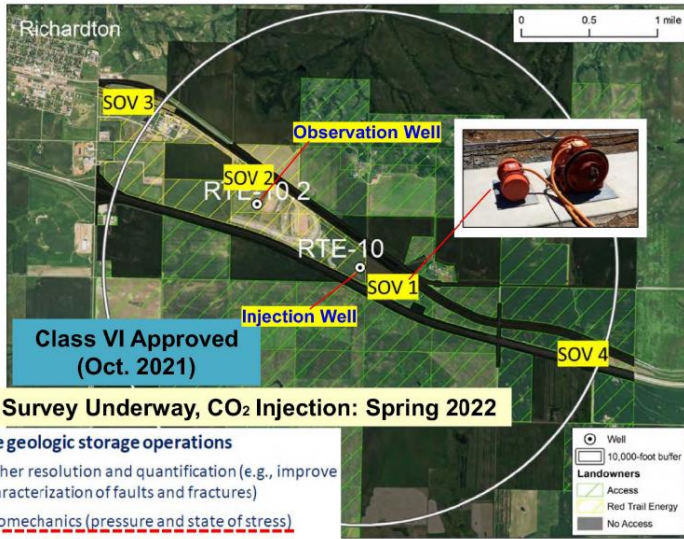 Richardton
0 0.5 1 mile
SOV 3
Observation Well
SOV 2
RTE-10.2
RTE-10
SOV 1
Injection Well
Class VI Approved
(Oct. 2021)
SOV 4
Survey Underway, CO₂ Injection: Spring 2022
e geologic storage operations
her resolution and quantification (e.g., improve
aracterization of faults and fractures)
omechanics (pressure and state of stress)
Well
10,000-foot buffer
Landowners
Access
Red Trail Energy
No Access